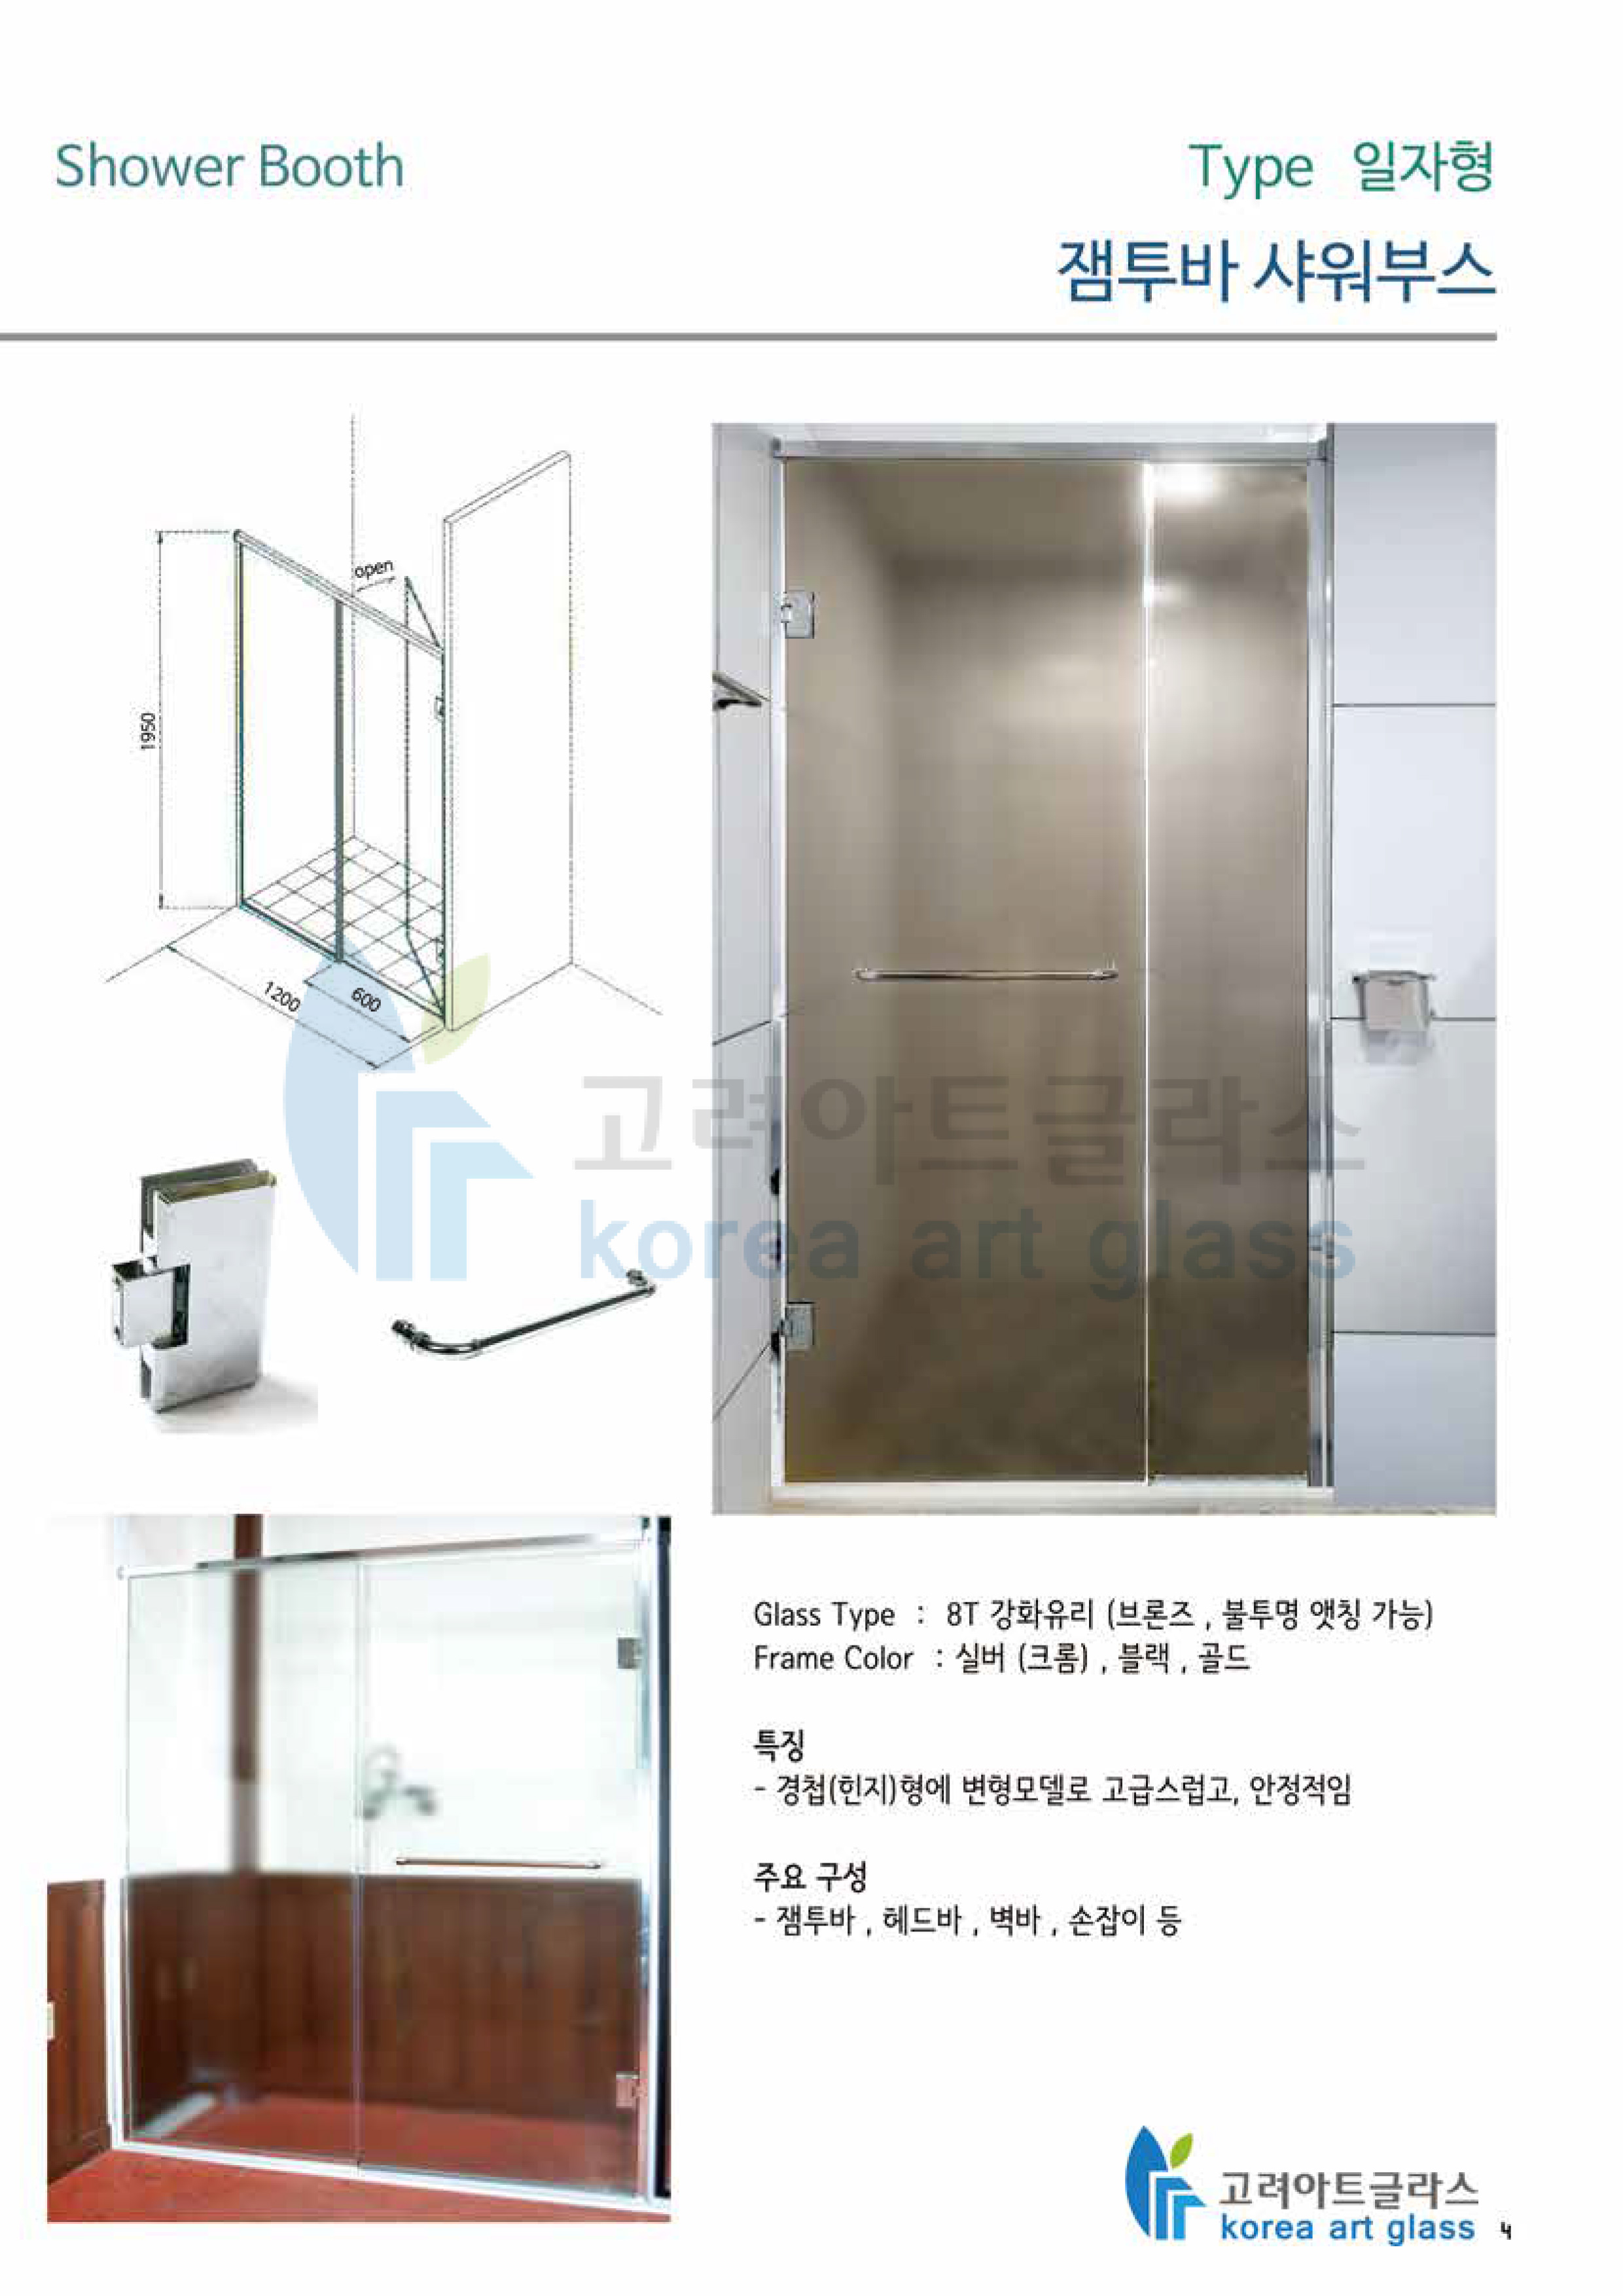 Shower Booth
Type 일자형
잼투바 샤워부스
open
1950
1200
600
고려아트글라스
korea art glass
Glass Type : 8T 강화유리 (브론즈 , 불투명 앳칭 가능)
Frame Color : 실버 (크롬) , 블랙 , 골드
특징
- 경첩(힌지)형에 변형모델로 고급스럽고, 안정적임
주요 구성
- 잼투바 , 헤드바 , 벽바 , 손잡이 등
고려아트글라스
korea art glass
4